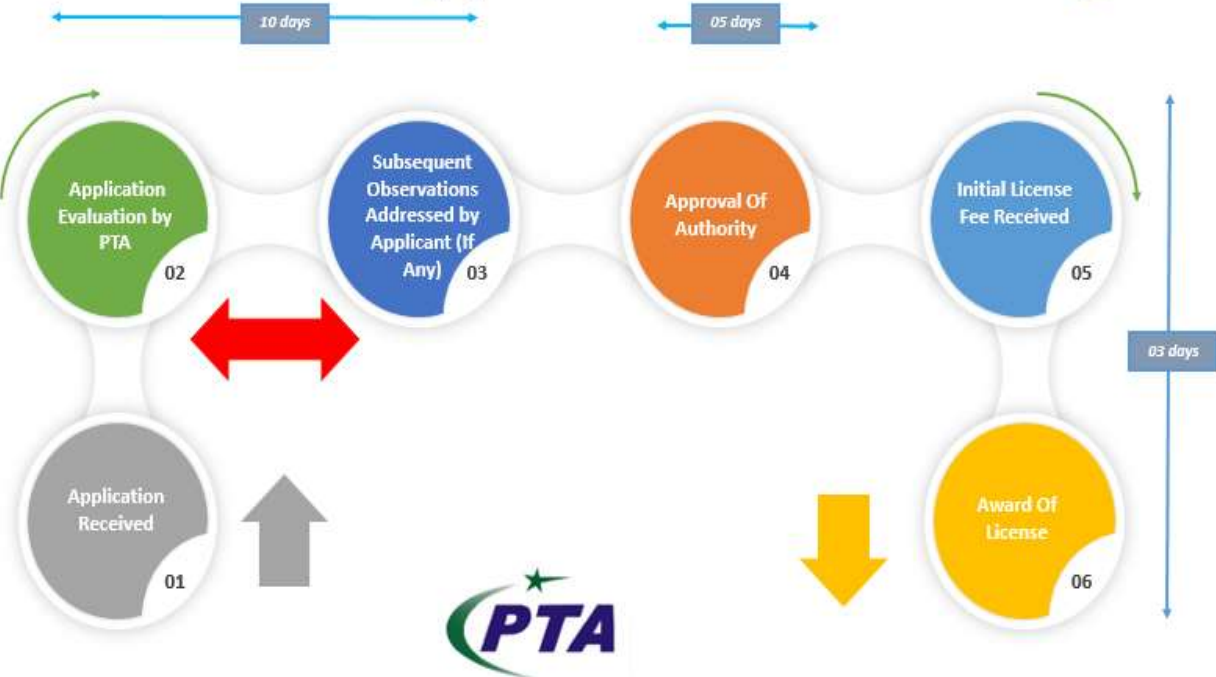 10 days
05 days
Application
Evaluation by
PTA
02
Subsequent
Observations
Addressed by
Applicant (If
Any)
03
Approval Of
Authority
04
Initial License
Fee Received
05
03 days
Application
Received
01
Award Of
License
06
PTA